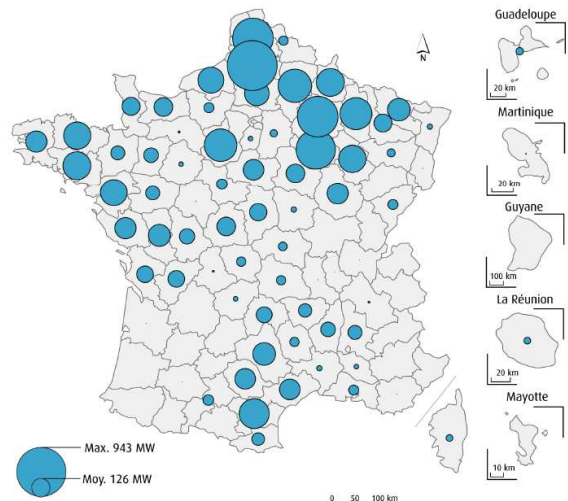 Guadeloupe
20 km
Martinique
20 km
Guyane
100 km
La Réunion
20 km
Mayotte
10 km
N
Max. 943 MW
Moy. 126 MW
0 50 100 km